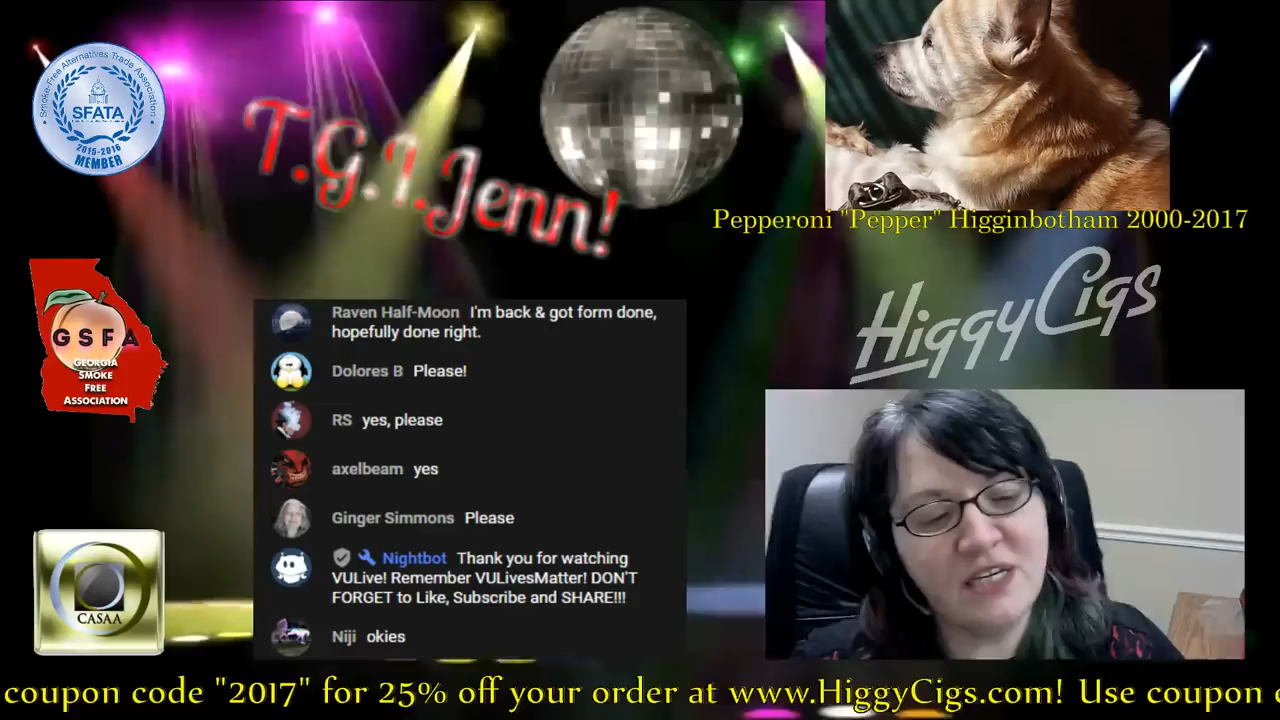 Smoke-Free Alternatives Trade Association
SFATA
2015-2016
MEMBER
T.G.I.Jenn!
Pepperoni "Pepper" Higginbotham 2000-2017
HiggyCigs
GSFA
GEORGIA
SMOKE
FREE
ASSOCIATION
Raven Half-Moon I'm back & got form done,
hopefully done right.
Dolores B Please!
RS yes, please
axelbeam yes
Ginger Simmons Please
Nightbot Thank you for watching
VULive! Remember VULivesMatter! DON'T
FORGET to Like, Subscribe and SHARE!!!
Niji okies
CASAA
coupon code "2017" for 25% off your order at www.HiggyCigs.com! Use coupon